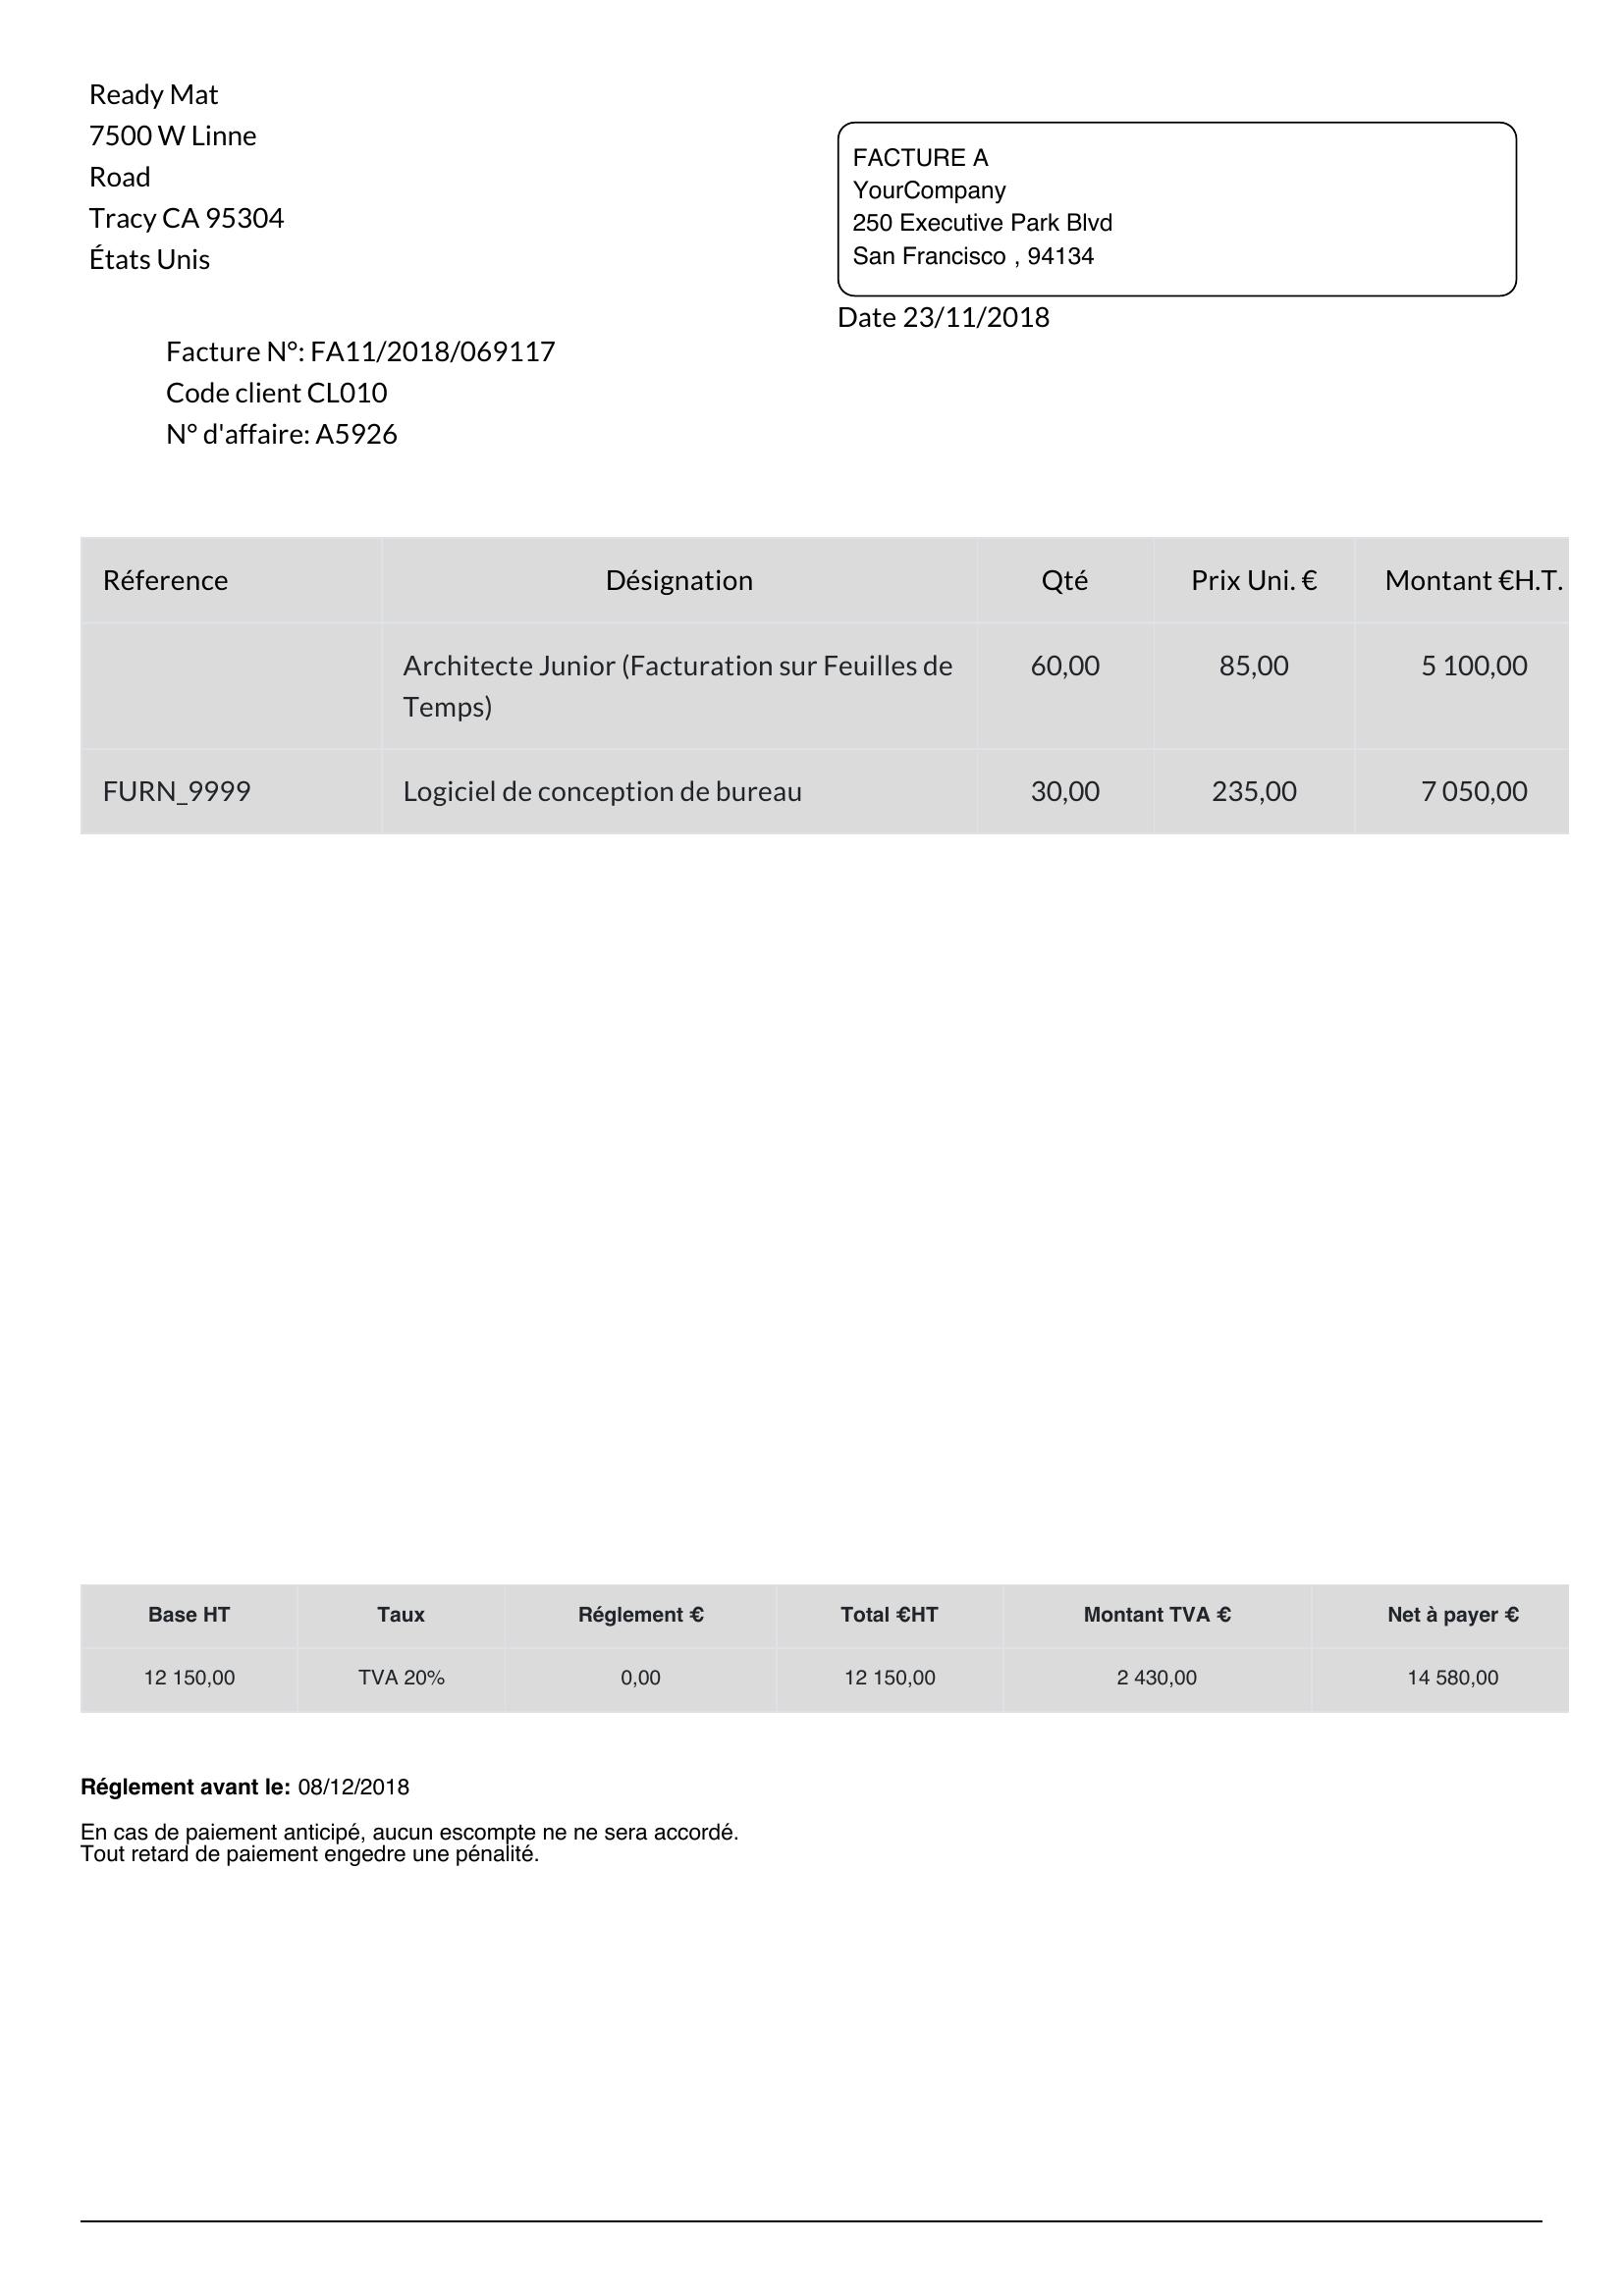 Ready Mat
7500 W Linne
Road
Tracy CA 95304
États Unis
FACTURE A
YourCompany
250 Executive Park Blvd
San Francisco , 94134
Date 23/11/2018
Facture N°: FA11/2018/069117
Code client CL010
N° d'affaire: A5926
Réference Désignation Qté Prix Uni. € Montant €H.T.
Architecte Junior (Facturation sur Feuilles de 60,00 85,00 5 100,00
Temps)
FURN_9999 Logiciel de conception de bureau 30,00 235,00 7 050,00
Base HT Taux Réglement € Total €HT Montant TVA € Net à payer €
12 150,00 TVA 20% 0,00 12 150,00 2 430,00 14 580,00
Réglement avant le: 08/12/2018
En cas de paiement anticipé, aucun escompte ne ne sera accordé.
Tout retard de paiement engedre une pénalité.